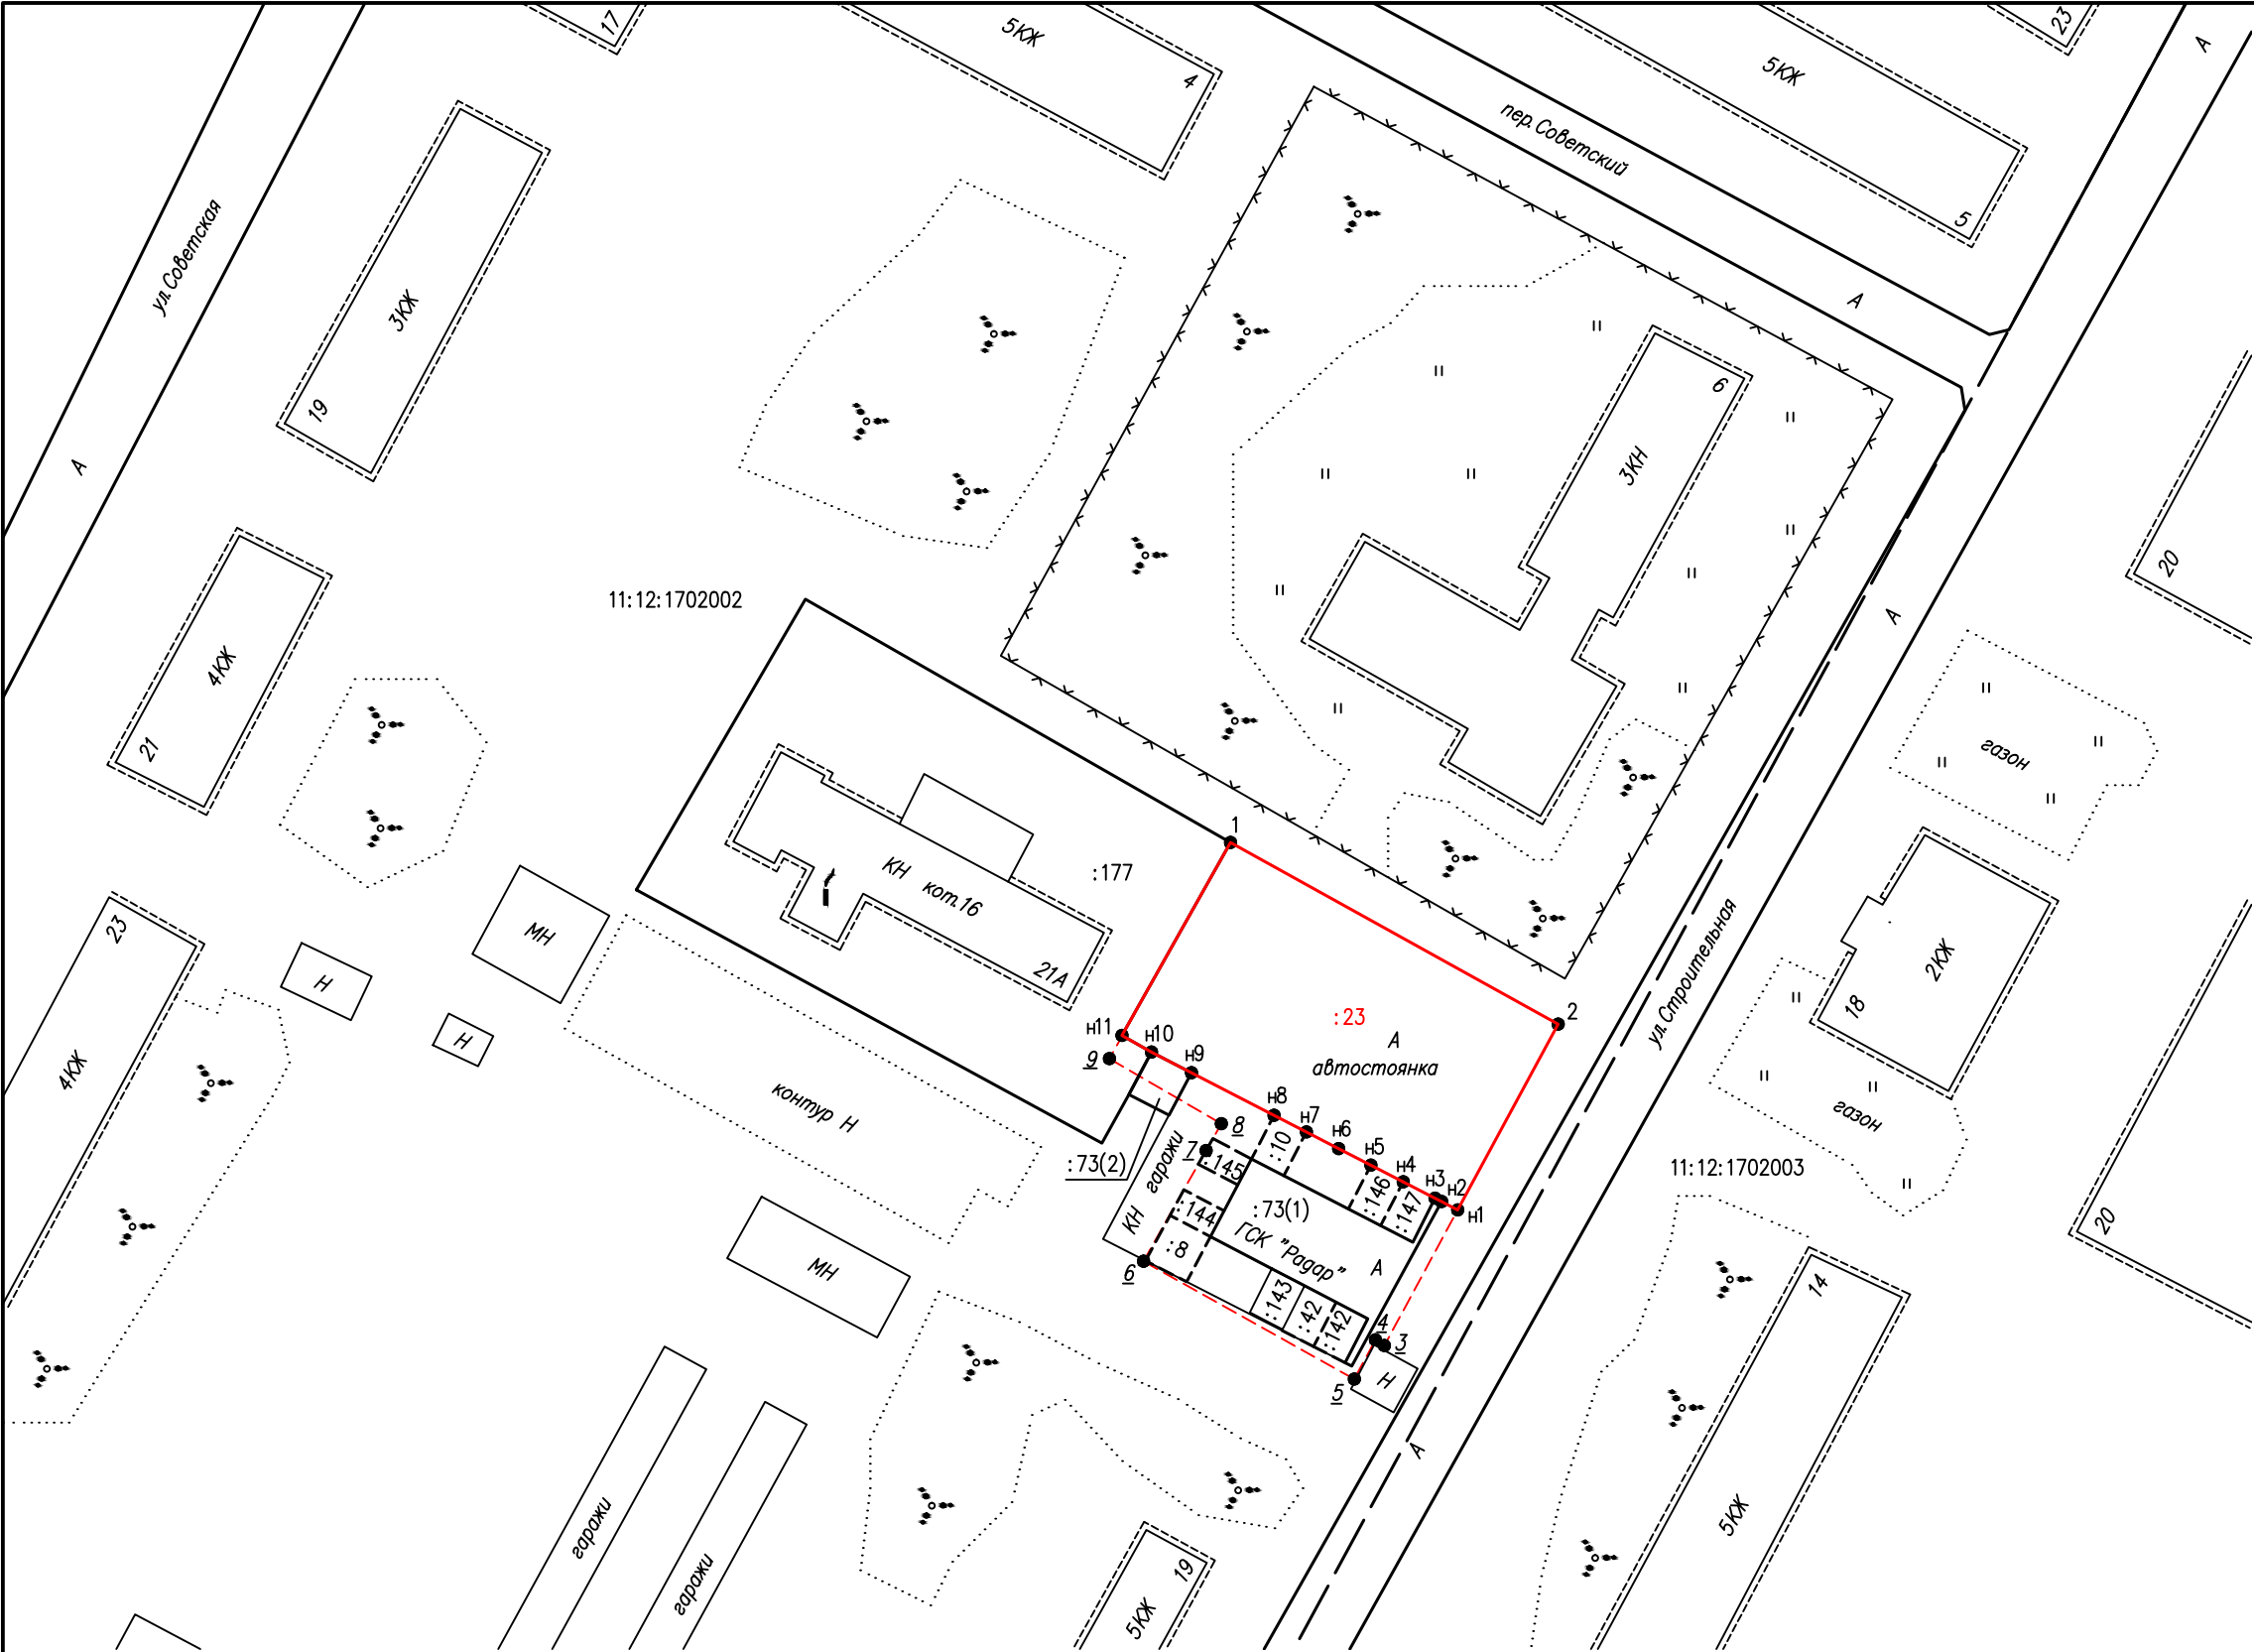 17
5КЖ
4
5КЖ
23
А
пер. Советский
5
ул. Советская
3КЖ
19
А
А
6
3КН
20
4КЖ
21
11:12:1702002
А
газон
1
:177
КН кот.16
21А
23
МН
Н
Н
4КЖ
2КЖ
18
ул. Строительная
2
:23
А
автостоянка
н11
н10
9
н9
н8
н7
н6
н5
н4
н3
н2
н1
8
7
контур Н
:73(2)
гаражи
КН
:10
:145
:146
:147
:144
:73(1)
ГСК "Радар"
А
:8
6
:143
:42
:142
4
3
5
Н
газон
11:12:1702003
20
14
МН
А
5КЖ
гаражи
гаражи
19
5КЖ